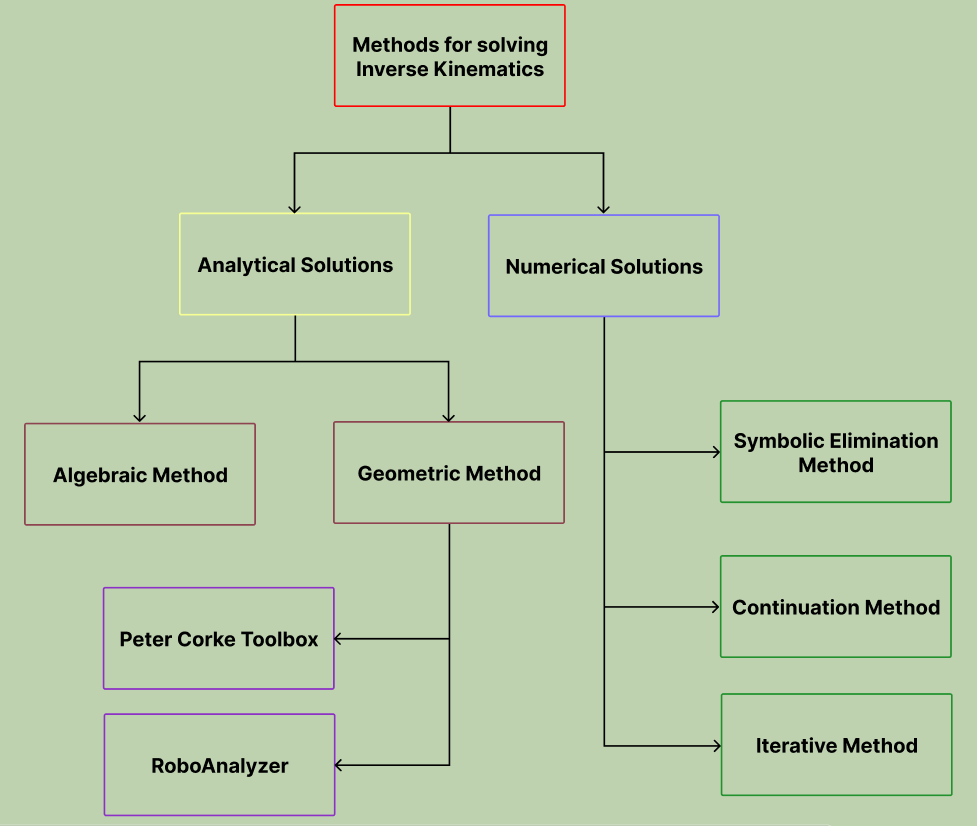 Methods for solving
Inverse Kinematics
Analytical Solutions
Numerical Solutions
Algebraic Method
Geometric Method
Symbolic Elimination
Method
Peter Corke Toolbox
Continuation Method
RoboAnalyzer
Iterative Method